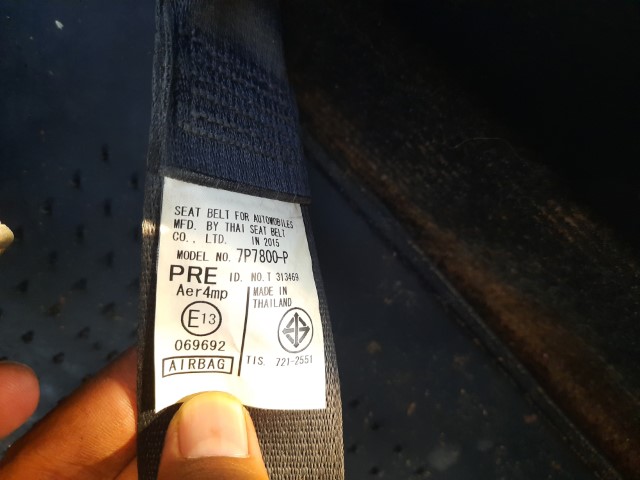 SEAT BELT FOR AUTOMOBILES
MFD. BY THAI SEAT BELT
CO., LTD. IN 2015
MODEL NO. 7P7800-P
PRE ID. NO.T 313469
Aer4mp
MADE IN
THAILAND
E13
069692
AIRBAG
TIS. 721-2551